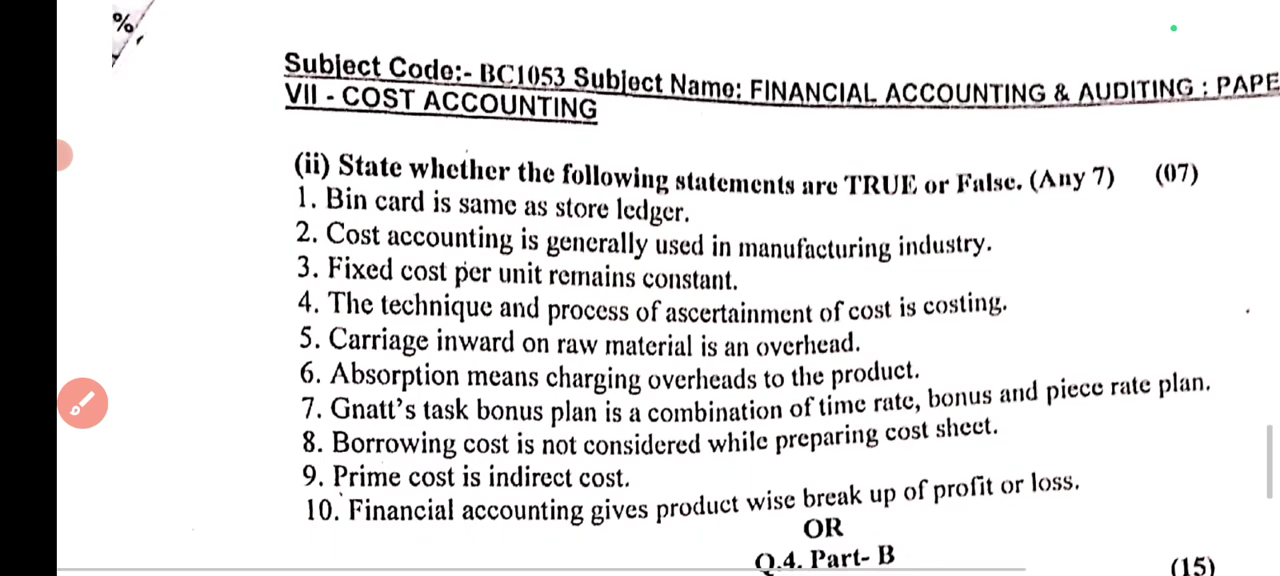 %
Subject Code:- BC1053 Subject Name: FINANCIAL ACCOUNTING & AUDITING : PAPE
VII - COST ACCOUNTING
(ii) State whether the following statements are TRUE or False. (Any 7) (07)
1. Bin card is same as store ledger.
2. Cost accounting is generally used in manufacturing industry.
3. Fixed cost per unit remains constant.
4. The technique and process of ascertainment of cost is costing.
5. Carriage inward on raw material is an overhead.
6. Absorption means charging overheads to the product.
7. Gnatt's task bonus plan is a combination of time rate, bonus and piece rate plan.
8. Borrowing cost is not considered while preparing cost sheet.
9. Prime cost is indirect cost.
10. Financial accounting gives product wise break up of profit or loss.
OR
Q.4. Part- B (15)